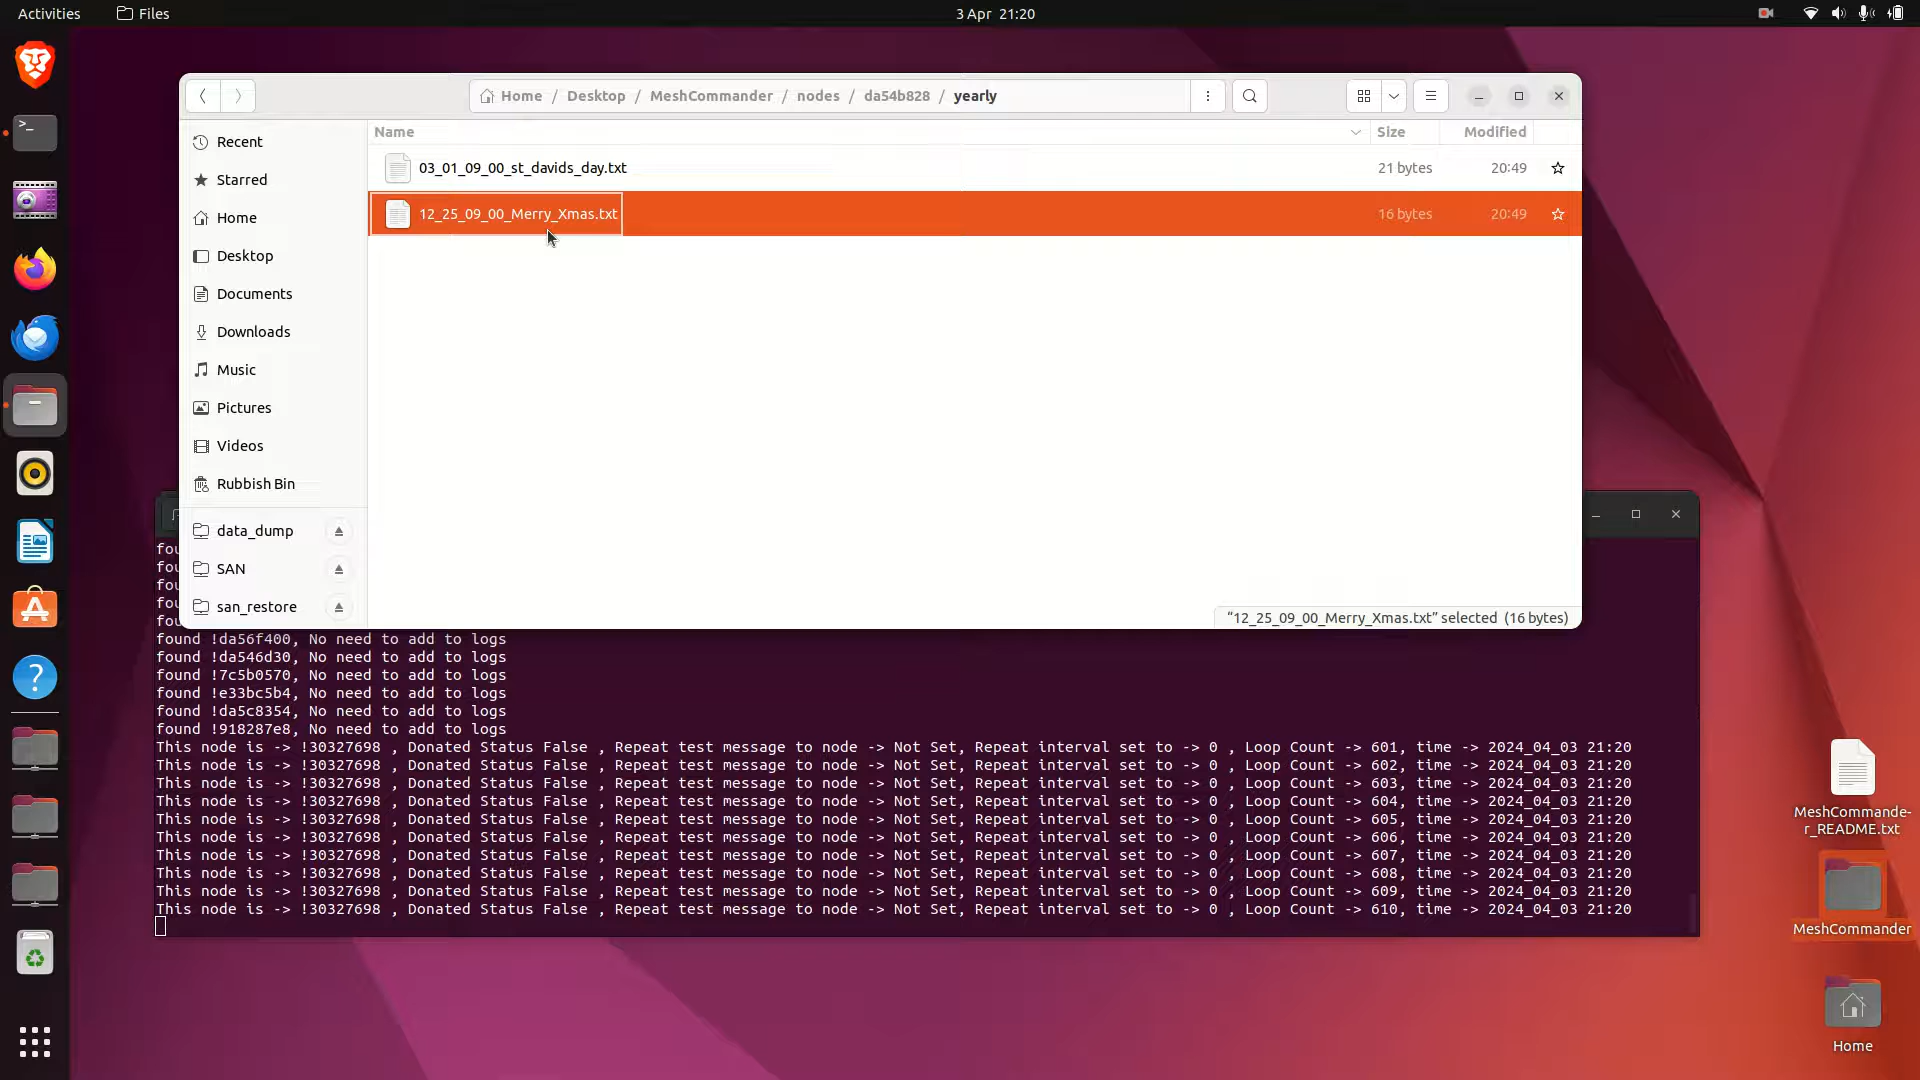 Activities Files 3 Apr 21:20
Home / Desktop / MeshCommander / nodes / da54b828 / yearly
Name Size Modified
Recent
Starred
Home
Desktop
Documents
Downloads
Music
Pictures
Videos
Rubbish Bin
data_dump
SAN
san_restore
03_01_09_00_st_davids_day.txt 21 bytes 20:49
12_25_09_00_Merry_Xmas.txt 16 bytes 20:49
“12_25_09_00_Merry_Xmas.txt” selected (16 bytes)
fou
fou
fou
fou
fou
found !da56f400, No need to add to logs
found !da546d30, No need to add to logs
found !7c5b0570, No need to add to logs
found !e33bc5b4, No need to add to logs
found !da5c8354, No need to add to logs
found !918287e8, No need to add to logs
This node is -> !30327698 , Donated Status False , Repeat test message to node -> Not Set, Repeat interval set to -> 0 , Loop Count -> 601, time -> 2024_04_03 21:20
This node is -> !30327698 , Donated Status False , Repeat test message to node -> Not Set, Repeat interval set to -> 0 , Loop Count -> 602, time -> 2024_04_03 21:20
This node is -> !30327698 , Donated Status False , Repeat test message to node -> Not Set, Repeat interval set to -> 0 , Loop Count -> 603, time -> 2024_04_03 21:20
This node is -> !30327698 , Donated Status False , Repeat test message to node -> Not Set, Repeat interval set to -> 0 , Loop Count -> 604, time -> 2024_04_03 21:20
This node is -> !30327698 , Donated Status False , Repeat test message to node -> Not Set, Repeat interval set to -> 0 , Loop Count -> 605, time -> 2024_04_03 21:20
This node is -> !30327698 , Donated Status False , Repeat test message to node -> Not Set, Repeat interval set to -> 0 , Loop Count -> 606, time -> 2024_04_03 21:20
This node is -> !30327698 , Donated Status False , Repeat test message to node -> Not Set, Repeat interval set to -> 0 , Loop Count -> 607, time -> 2024_04_03 21:20
This node is -> !30327698 , Donated Status False , Repeat test message to node -> Not Set, Repeat interval set to -> 0 , Loop Count -> 608, time -> 2024_04_03 21:20
This node is -> !30327698 , Donated Status False , Repeat test message to node -> Not Set, Repeat interval set to -> 0 , Loop Count -> 609, time -> 2024_04_03 21:20
This node is -> !30327698 , Donated Status False , Repeat test message to node -> Not Set, Repeat interval set to -> 0 , Loop Count -> 610, time -> 2024_04_03 21:20
MeshCommande-
r_README.txt
MeshCommander
Home